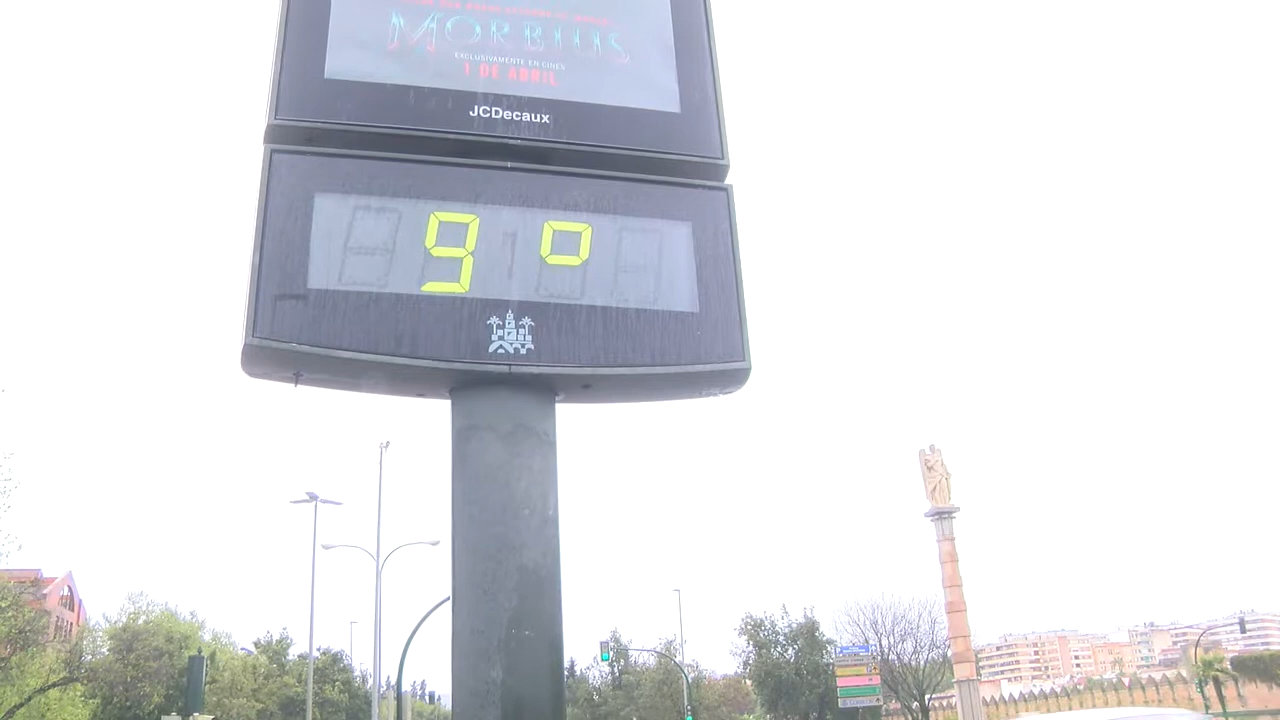 MORBIUS
EXCLUSIVAMENTE EN CINES
1 DE ABRIL
JCDecaux
9°